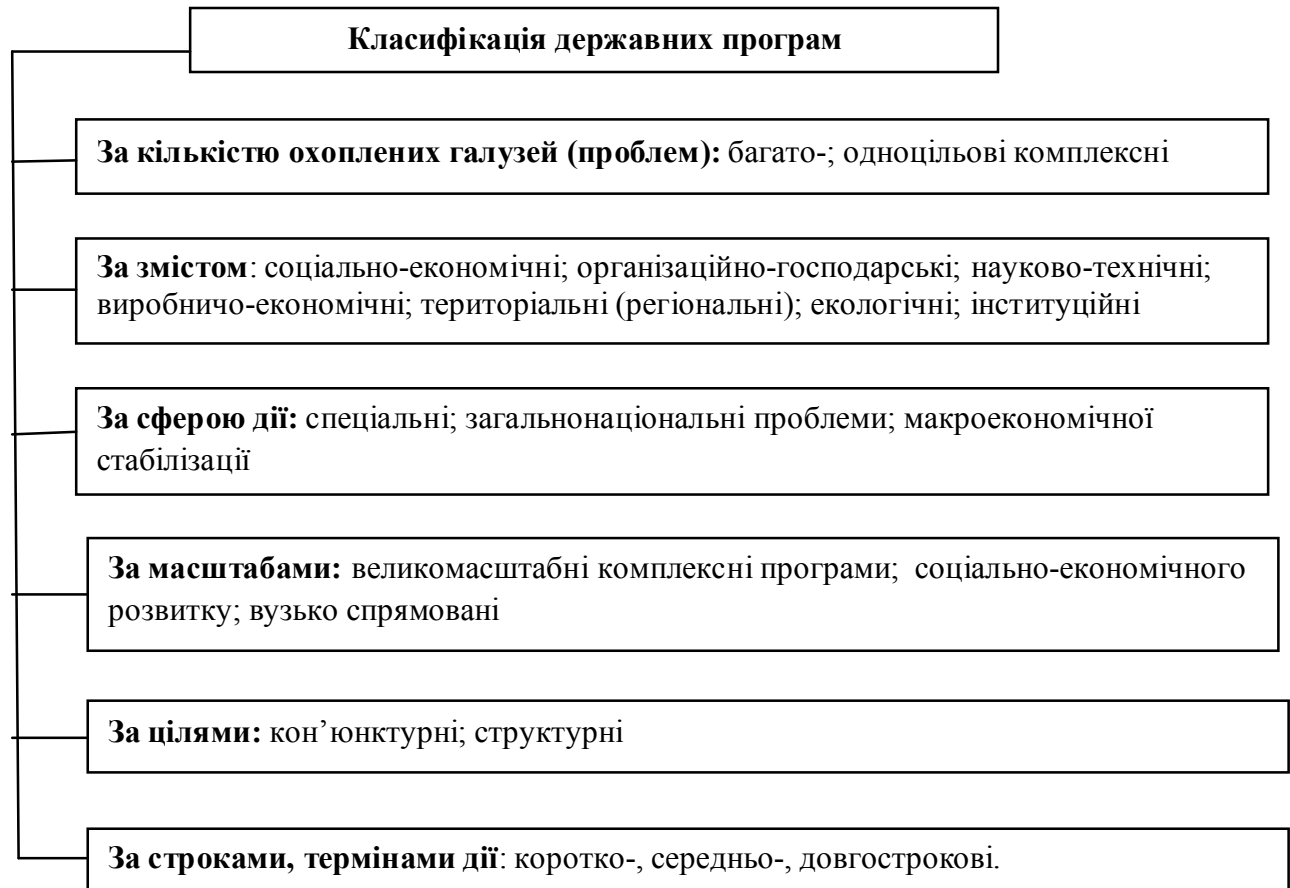 Класифікація державних програм
За кількістю охоплених галузей (проблем): багато-; одноцільові комплексні
За змістом: соціально-економічні; організаційно-господарські; науково-технічні;
виробничо-економічні; територіальні (регіональні); екологічні; інституційні
За сферою дії: спеціальні; загальнонаціональні проблеми; макроекономічної
стабілізації
За масштабами: великомасштабні комплексні програми; соціально-економічного
розвитку; вузько спрямовані
За цілями: кон’юнктурні; структурні
За строками, термінами дії: коротко-, середньо-, довгострокові.